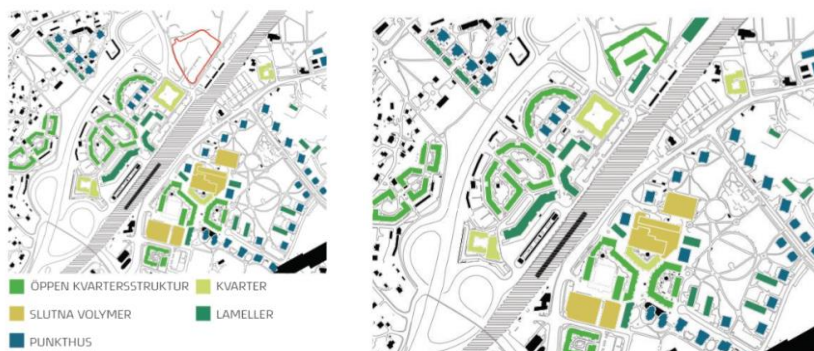 ÖPPEN KVARTERSSTRUKTUR
KVARTER
SLUTNA VOLYMER
LAMELLER
PUNKTHUS